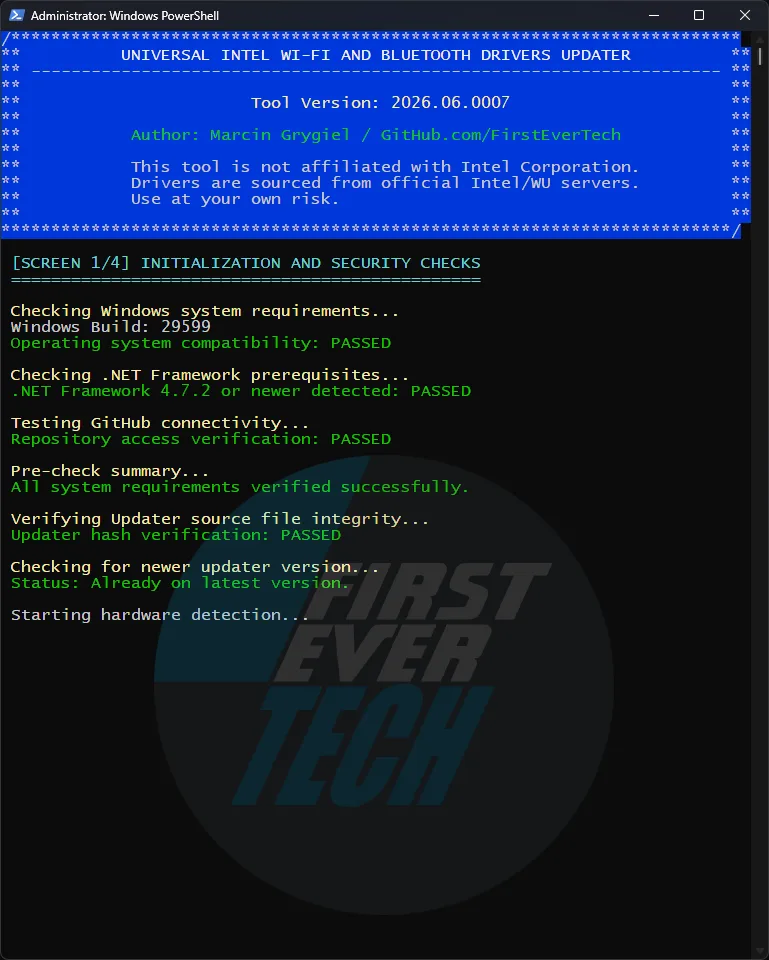 Administrator: Windows PowerShell
/*************************************************************************
** UNIVERSAL INTEL WI-FI AND BLUETOOTH DRIVERS UPDATER **
** --------------------------------------------------------------------- **
** **
** Tool Version: 2026.06.0007 **
** **
** Author: Marcin Grygiel / GitHub.com/FirstEverTech **
** **
** This tool is not affiliated with Intel Corporation. **
** Drivers are sourced from official Intel/WU servers. **
** Use at your own risk. **
** **
*************************************************************************/
[SCREEN 1/4] INITIALIZATION AND SECURITY CHECKS
===============================================
Checking Windows system requirements...
Windows Build: 29599
Operating system compatibility: PASSED
Checking .NET Framework prerequisites...
.NET Framework 4.7.2 or newer detected: PASSED
Testing GitHub connectivity...
Repository access verification: PASSED
Pre-check summary...
All system requirements verified successfully.
Verifying Updater source file integrity...
Updater hash verification: PASSED
Checking for newer updater version...
Status: Already on latest version.
Starting hardware detection...
FIRST
EVER
TECH